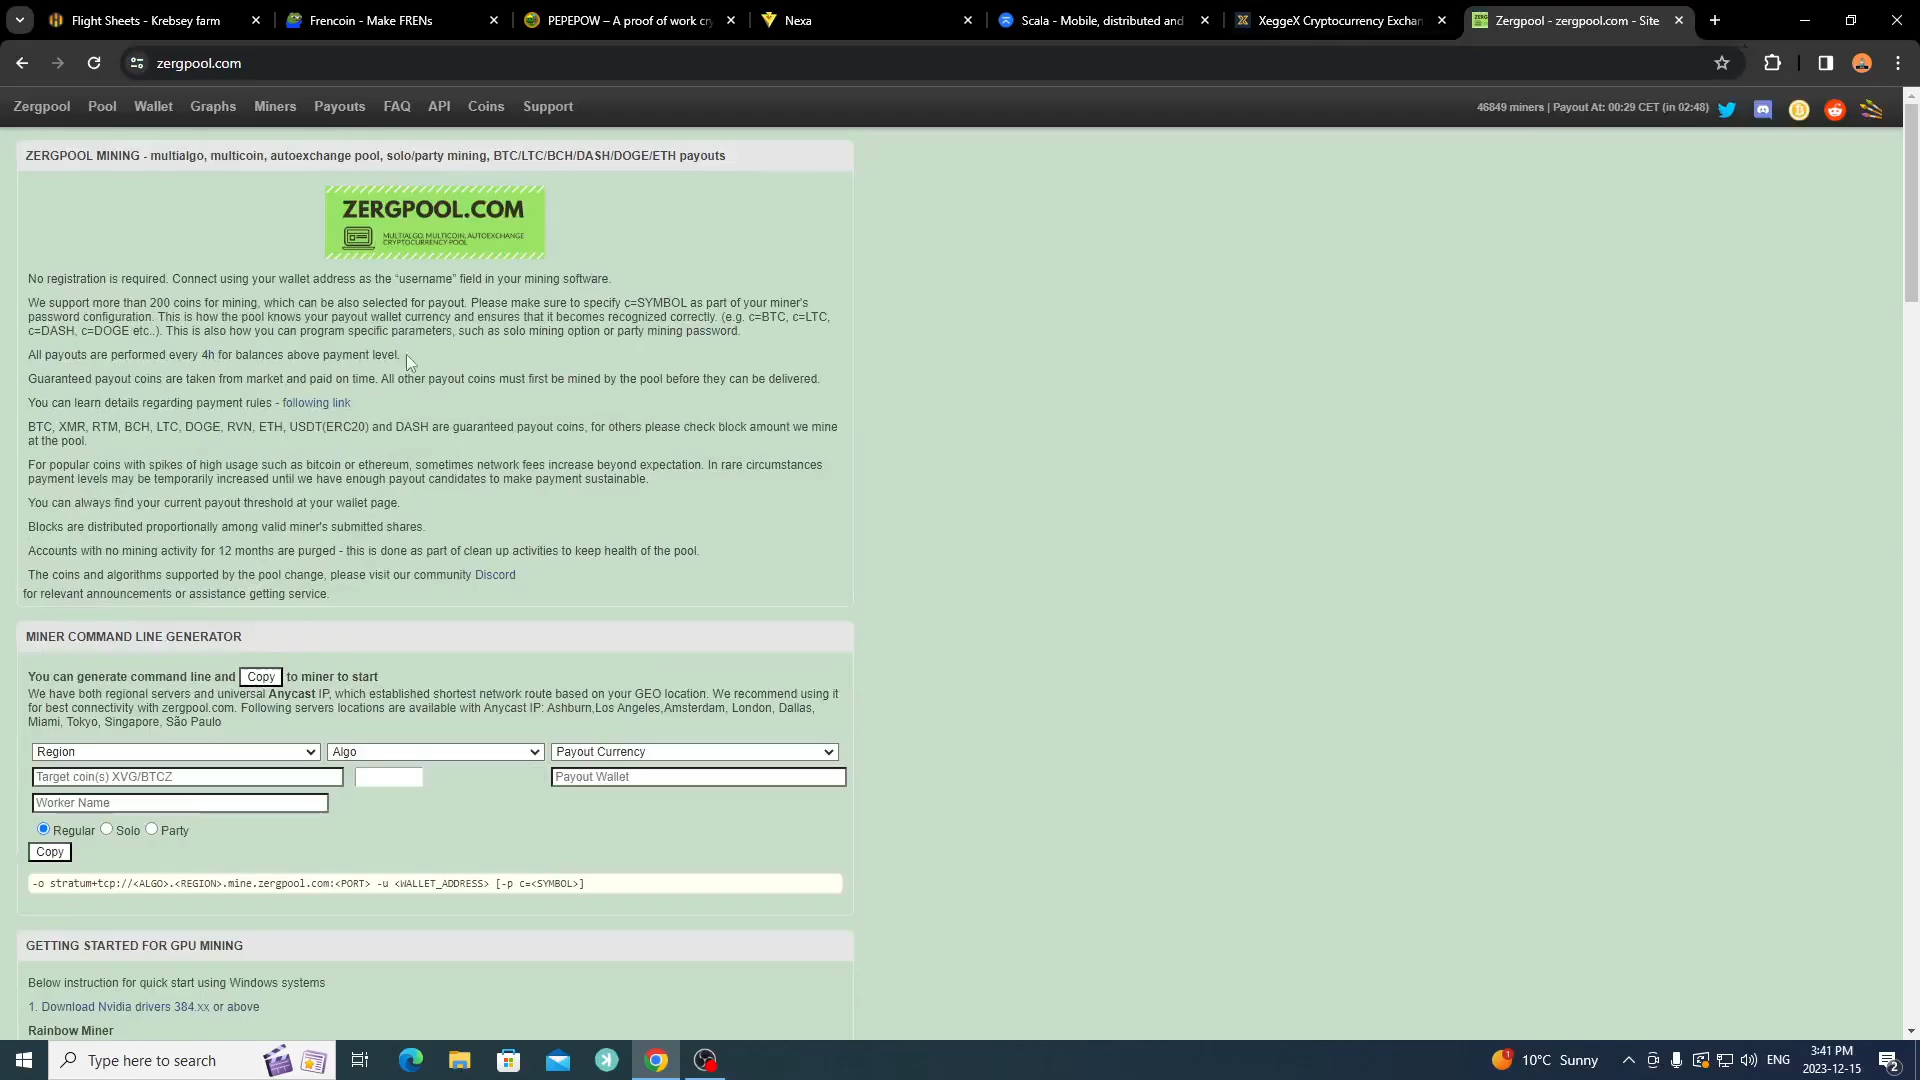 Flight Sheets - Krebsey farm
Frencoin - Make FRENs
PEPEPOW – A proof of work cr
Nexa
Scala - Mobile, distributed and
XeggeX Cryptocurrency Exchan
Zergpool - zergpool.com - Site
zergpool.com
Zergpool Pool Wallet Graphs Miners Payouts FAQ API Coins Support
46849 miners | Payout At: 00:29 CET (in 02:48)
ZERGPOOL MINING - multialgo, multicoin, autoexchange pool, solo/party mining, BTC/LTC/BCH/DASH/DOGE/ETH payouts
ZERGPOOL.COM
MULTIALGO, MULTICOIN, AUTOEXCHANGE
CRYPTOCURRENCY POOL
No registration is required. Connect using your wallet address as the “username” field in your mining software.
We support more than 200 coins for mining, which can be also selected for payout. Please make sure to specify c=SYMBOL as part of your miner's
password configuration. This is how the pool knows your payout wallet currency and ensures that it becomes recognized correctly. (e.g. c=BTC, c=LTC,
c=DASH, c=DOGE etc..). This is also how you can program specific parameters, such as solo mining option or party mining password.
All payouts are performed every 4h for balances above payment level.
Guaranteed payout coins are taken from market and paid on time. All other payout coins must first be mined by the pool before they can be delivered.
You can learn details regarding payment rules - following link
BTC, XMR, RTM, BCH, LTC, DOGE, RVN, ETH, USDT(ERC20) and DASH are guaranteed payout coins, for others please check block amount we mine
at the pool.
For popular coins with spikes of high usage such as bitcoin or ethereum, sometimes network fees increase beyond expectation. In rare circumstances
payment levels may be temporarily increased until we have enough payout candidates to make payment sustainable.
You can always find your current payout threshold at your wallet page.
Blocks are distributed proportionally among valid miner's submitted shares.
Accounts with no mining activity for 12 months are purged - this is done as part of clean up activities to keep health of the pool.
The coins and algorithms supported by the pool change, please visit our community Discord
for relevant announcements or assistance getting service.
MINER COMMAND LINE GENERATOR
You can generate command line and Copy to miner to start
We have both regional servers and universal Anycast IP, which established shortest network route based on your GEO location. We recommend using it
for best connectivity with zergpool.com. Following servers locations are available with Anycast IP: Ashburn,Los Angeles,Amsterdam, London, Dallas,
Miami, Tokyo, Singapore, São Paulo
Region Algo Payout Currency
Target coin(s) XVG/BTCZ Payout Wallet
Worker Name
Regular Solo Party
Copy
-o stratum+tcp://<ALGO>.<REGION>.mine.zergpool.com:<PORT> -u <WALLET_ADDRESS> [-p c=<SYMBOL>]
GETTING STARTED FOR GPU MINING
Below instruction for quick start using Windows systems
1. Download Nvidia drivers 384.xx or above
Rainbow Miner
Type here to search
10°C Sunny
ENG
3:41 PM
2023-12-15
2